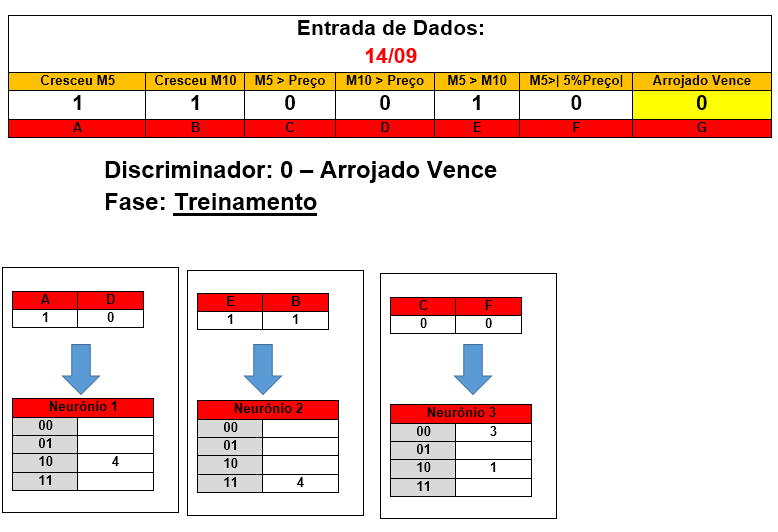 Entrada de Dados:
14/09
Cresceu M5 Cresceu M10 M5 > Preço M10 > Preço M5 > M10 M5>| 5%Preço| Arrojado Vence
1 1 0 0 1 0 0
A B C D E F G
Discriminador: 0 – Arrojado Vence
Fase: Treinamento
A D
1 0
Neurônio 1
00
01
10 4
11
E B
1 1
Neurônio 2
00
01
10
11 4
C F
0 0
Neurônio 3
00 3
01
10 1
11